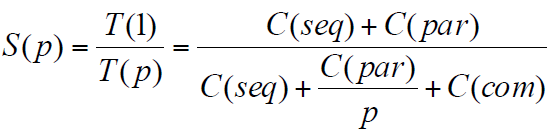 S(p) = T(1) / T(p) = (C(seq) + C(par)) / (C(seq) + C(par) / p + C(com))